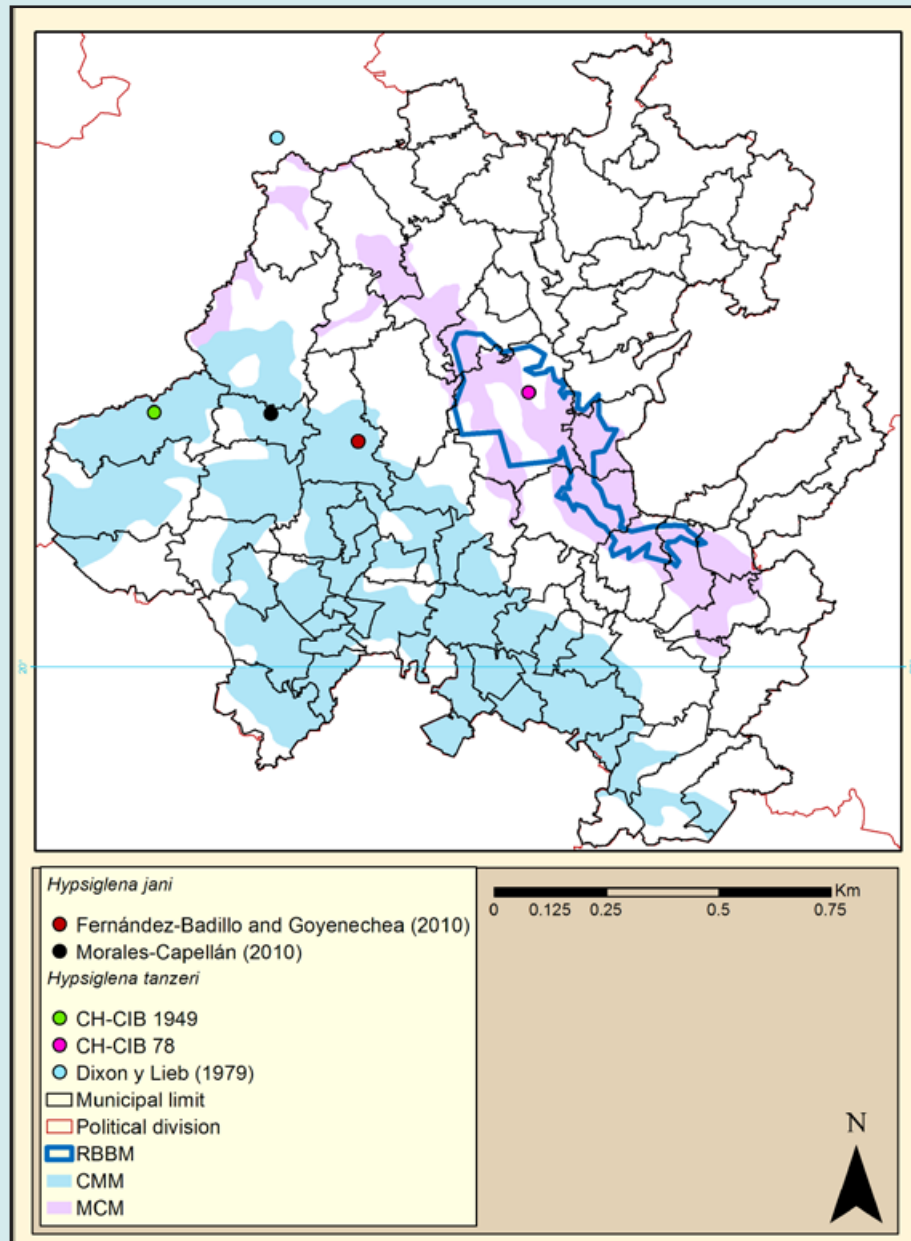 20°
Hypsiglena jani
Fernández-Badillo and Goyenechea (2010)
Morales-Capellán (2010)
Hypsiglena tanzeri
CH-CIB 1949
CH-CIB 78
Dixon y Lieb (1979)
Municipal limit
Political division
RBBM
CMM
MCM
Km
0 0.125 0.25 0.5 0.75
N